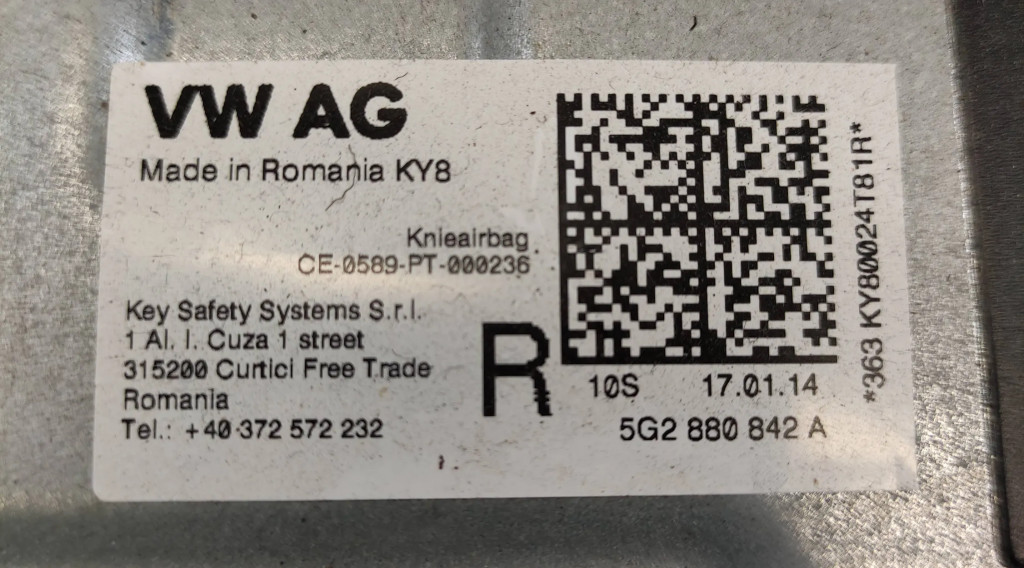 VW AG
Made in Romania KY8
Knieairbag
CE-0589-PT-000236
Key Safety Systems S.r.l.
1 Al. I. Cuza 1 street
315200 Curtici Free Trade
Romania
Tel.: +40 372 572 232
R
10S 17.01.14
5G2 880 842 A
*363 KY800024T81R*